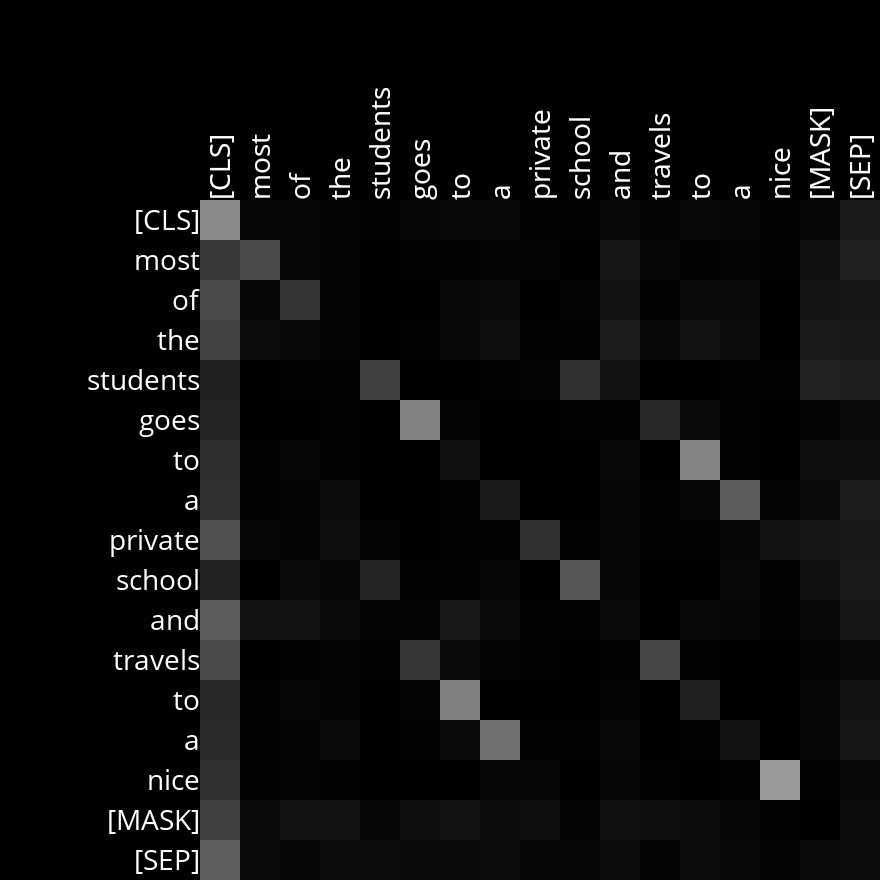 [CLS] most of the students goes to a private school and travels to a nice [MASK] [SEP]
[CLS]
most
of
the
students
goes
to
a
private
school
and
travels
to
a
nice
[MASK]
[SEP]